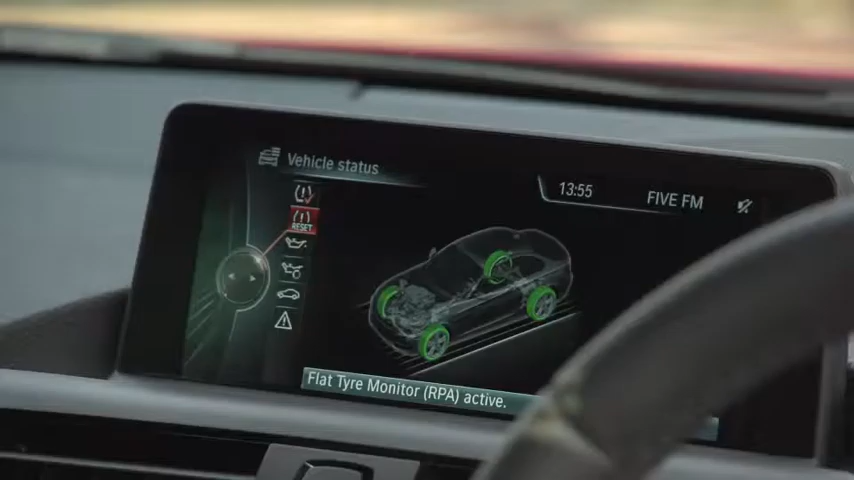 Vehicle status
13:55
FIVE FM
RESET
Flat Tyre Monitor (RPA) active.